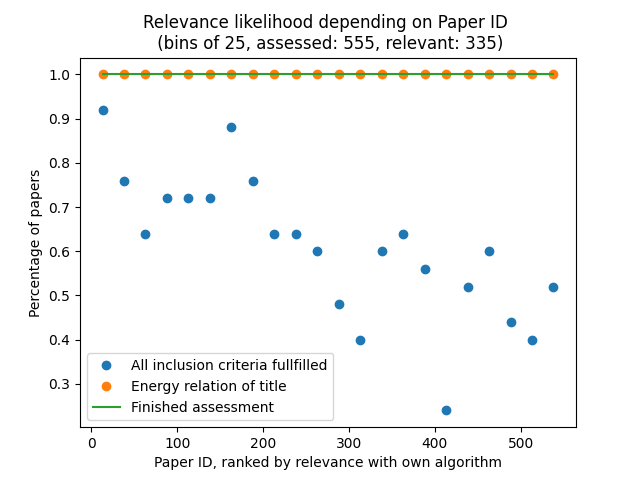 Relevance likelihood depending on Paper ID
(bins of 25, assessed: 555, relevant: 335)
1.0
0.9
0.8
0.7
0.6
0.5
0.4
0.3
Percentage of papers
All inclusion criteria fullfilled
Energy relation of title
Finished assessment
0
100
200
300
400
500
Paper ID, ranked by relevance with own algorithm